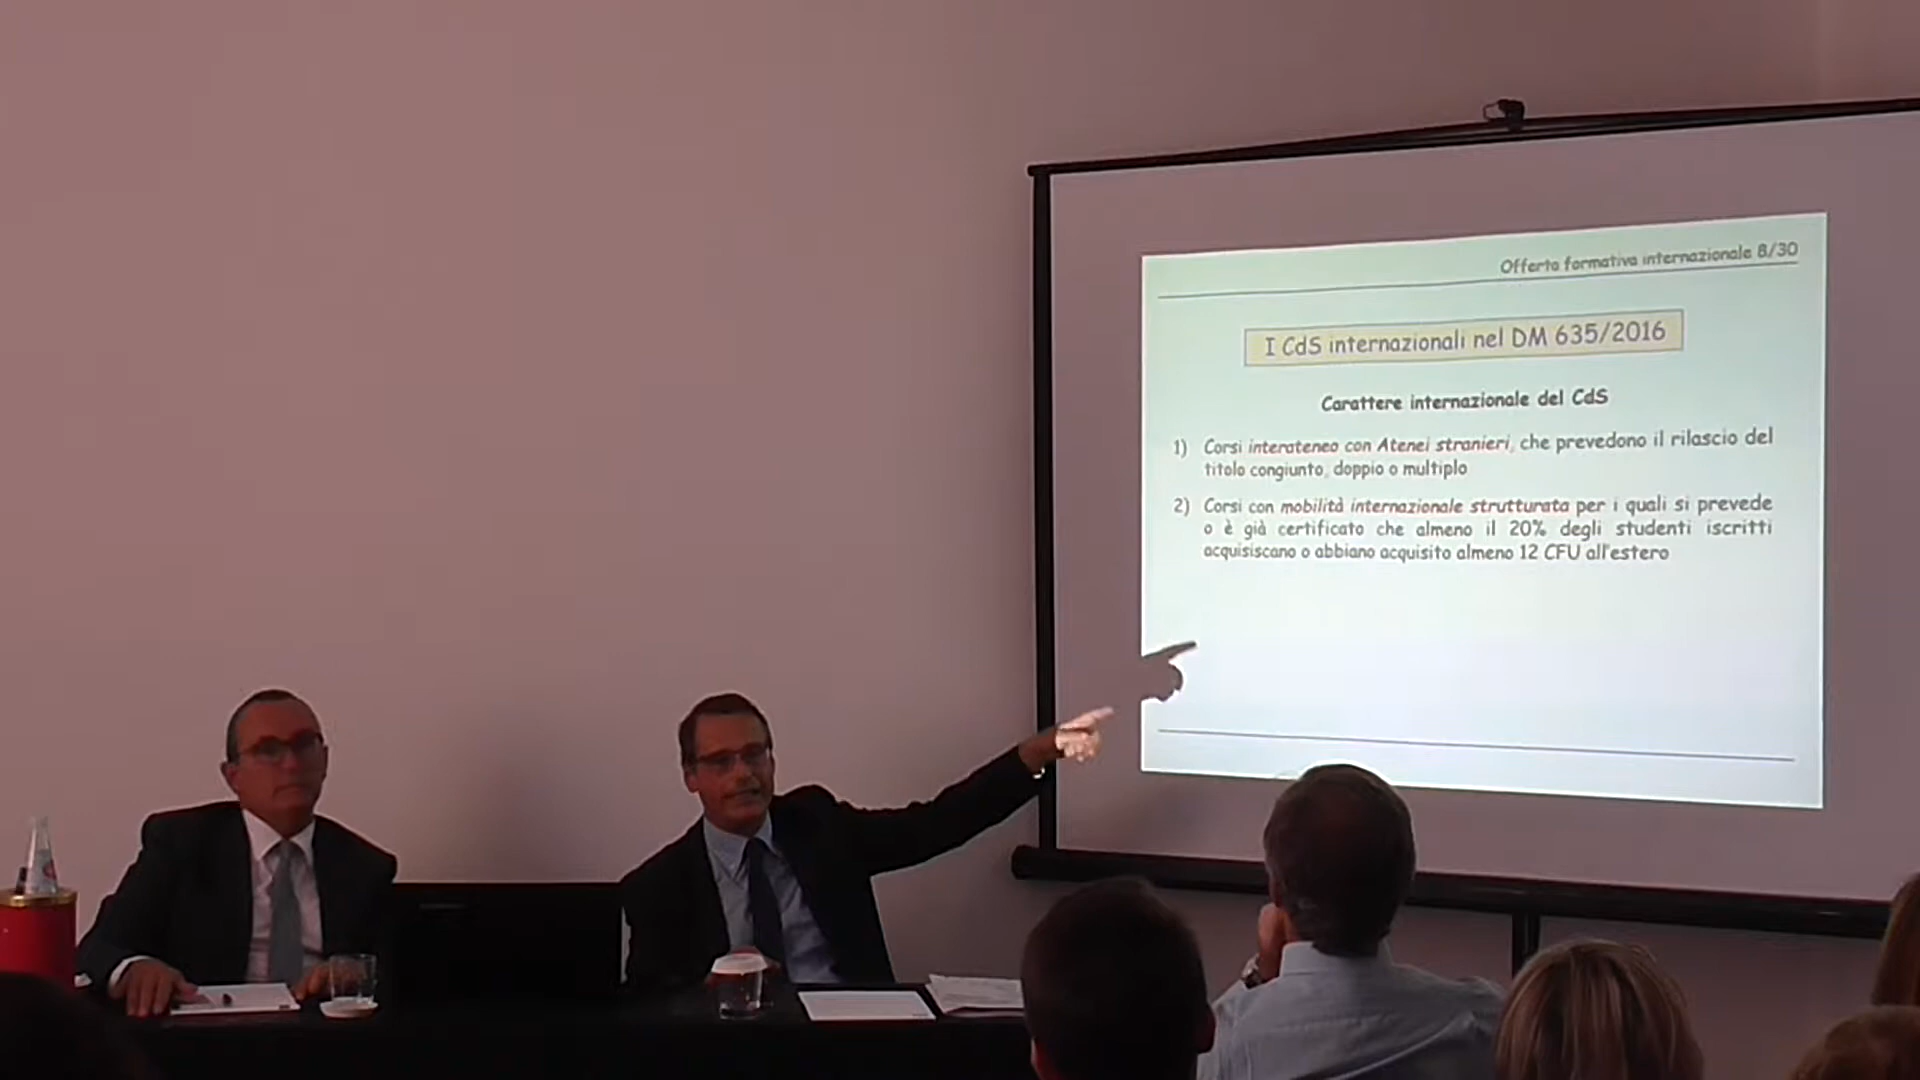 Offerta formativa internazionale 8/30
I CdS internazionali nel DM 635/2016
Carattere internazionale del CdS
1) Corsi interateneo con Atenei stranieri, che prevedono il rilascio del
titolo congiunto, doppio o multiplo
2) Corsi con mobilità internazionale strutturata per i quali si prevede
o è già certificato che almeno il 20% degli studenti iscritti
acquisiscano o abbiano acquisito almeno 12 CFU all'estero